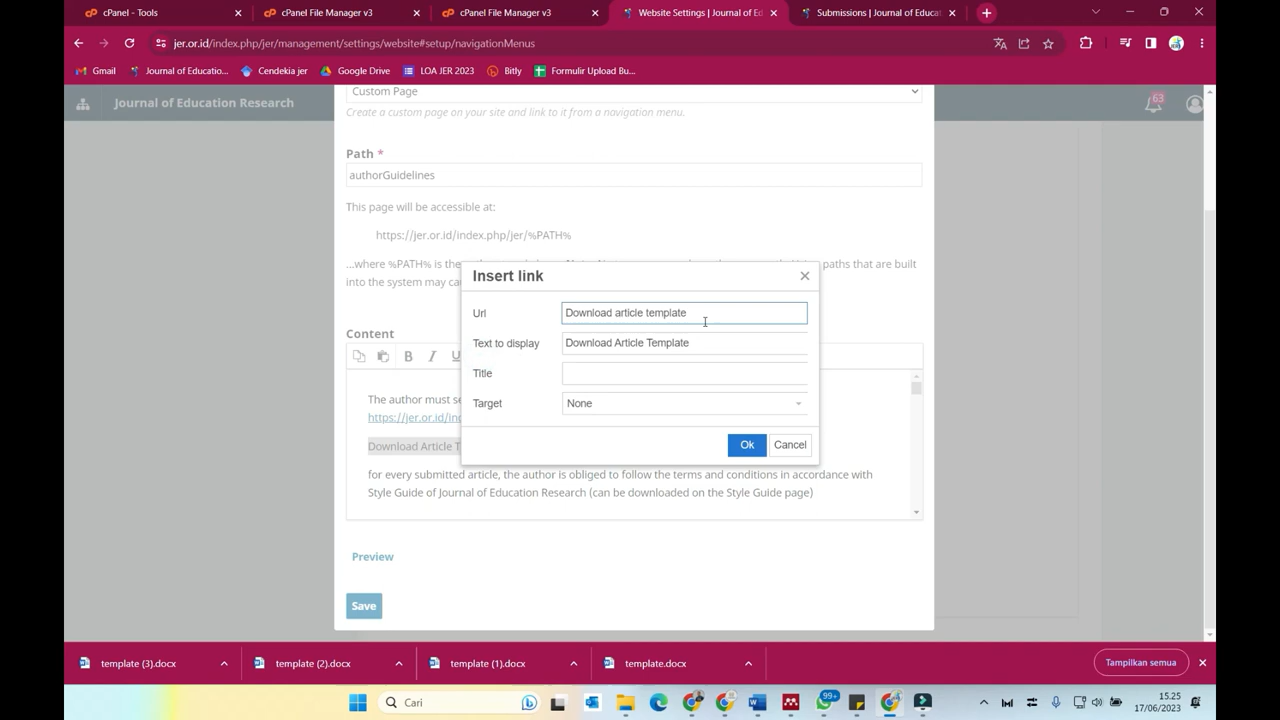 cPanel - Tools
cPanel File Manager v3
cPanel File Manager v3
Website Settings | Journal of Ed
Submissions | Journal of Educat
jer.or.id/index.php/jer/management/settings/website#setup/navigationMenus
Gmail
Journal of Educatio...
Cendekia jer
Google Drive
LOA JER 2023
Bitly
Formulir Upload Bu...
Journal of Education Research
63
Custom Page
Create a custom page on your site and link to it from a navigation menu.
Path *
authorGuidelines
This page will be accessible at:
https://jer.or.id/index.php/jer/%PATH%
...where %PATH% is the
paths that are built
into the system may ca
Insert link
Url
Download article template
Text to display
Download Article Template
Title
Target
None
Ok
Cancel
Content
B I U
The author must se
https://jer.or.id/ind
Download Article T
for every submitted article, the author is obliged to follow the terms and conditions in accordance with
Style Guide of Journal of Education Research (can be downloaded on the Style Guide page)
Preview
Save
template (3).docx
template (2).docx
template (1).docx
template.docx
Tampilkan semua
Cari
99+
15.25
17/06/2023